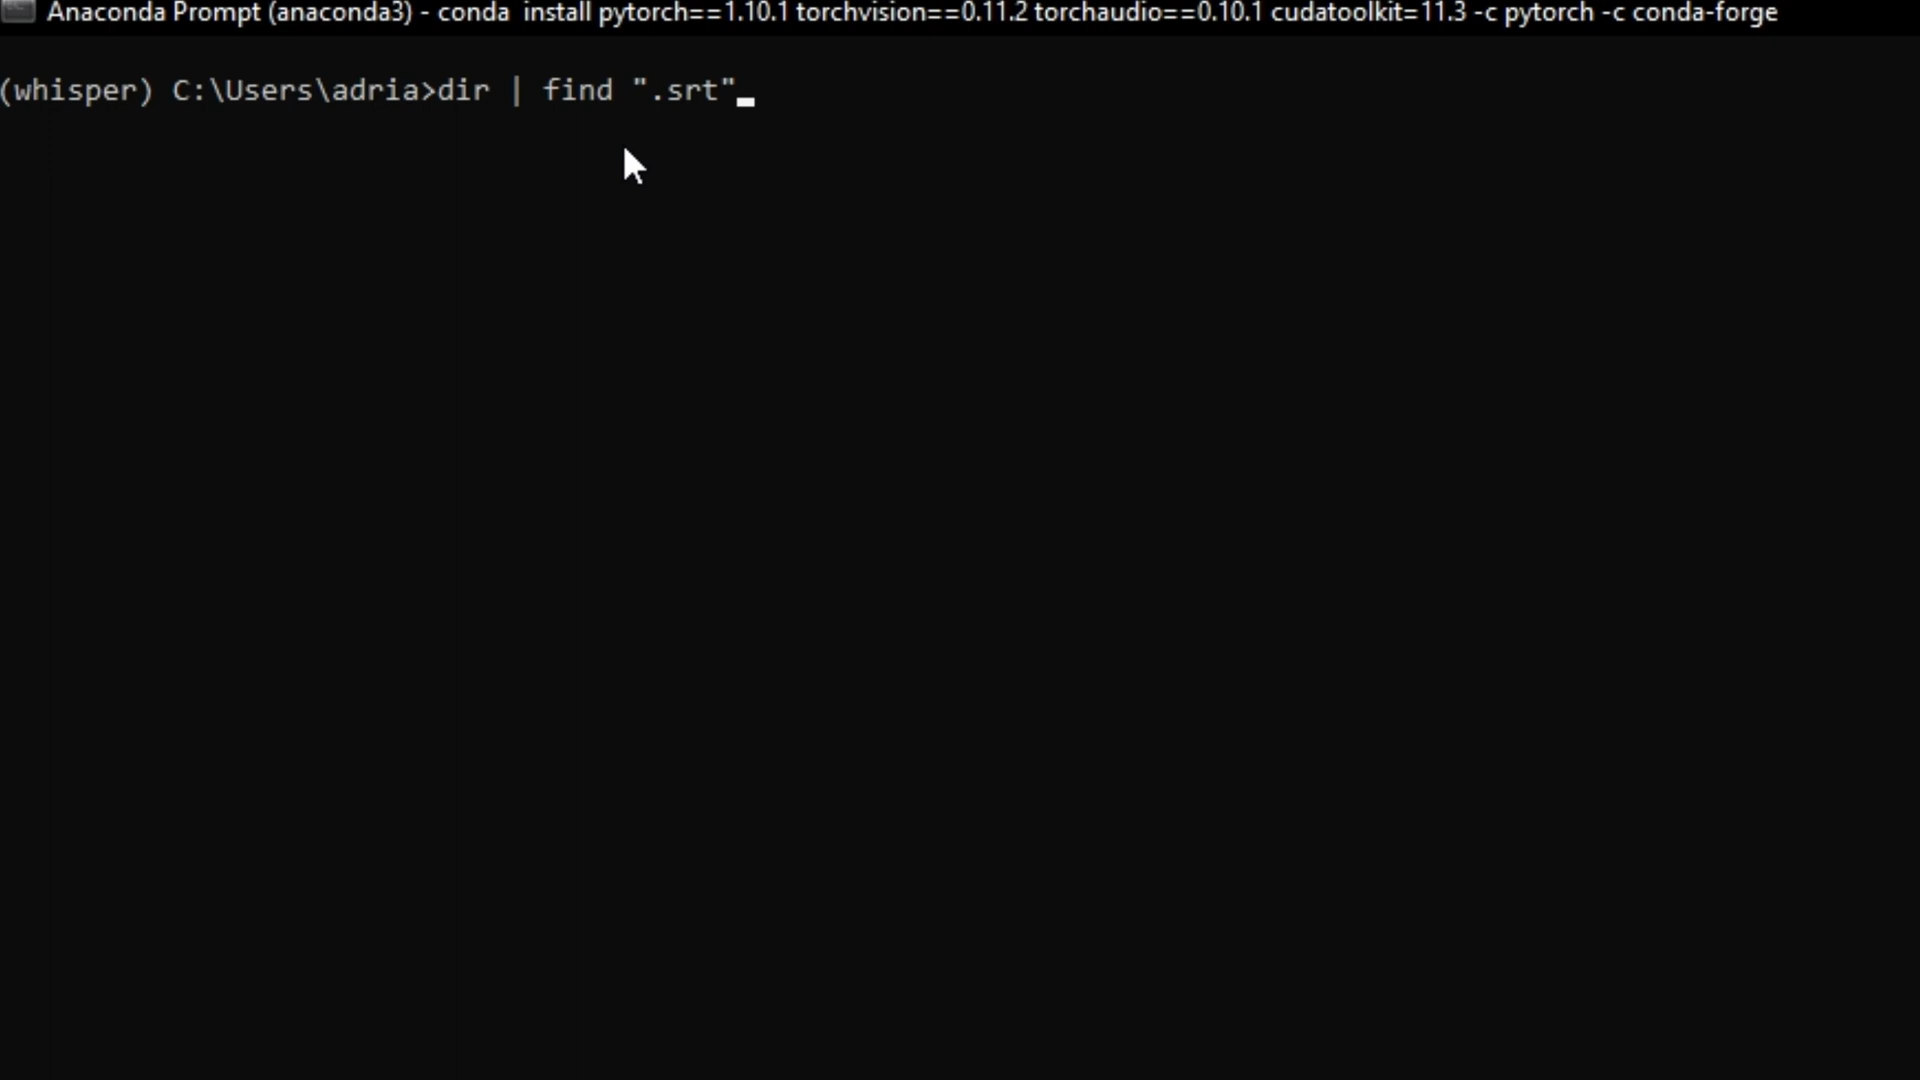 Anaconda Prompt (anaconda3) - conda  install pytorch==1.10.1 torchvision==0.11.2 torchaudio==0.10.1 cudatoolkit=11.3 -c pytorch -c conda-forge
(whisper) C:\Users\adria>dir | find ".srt"